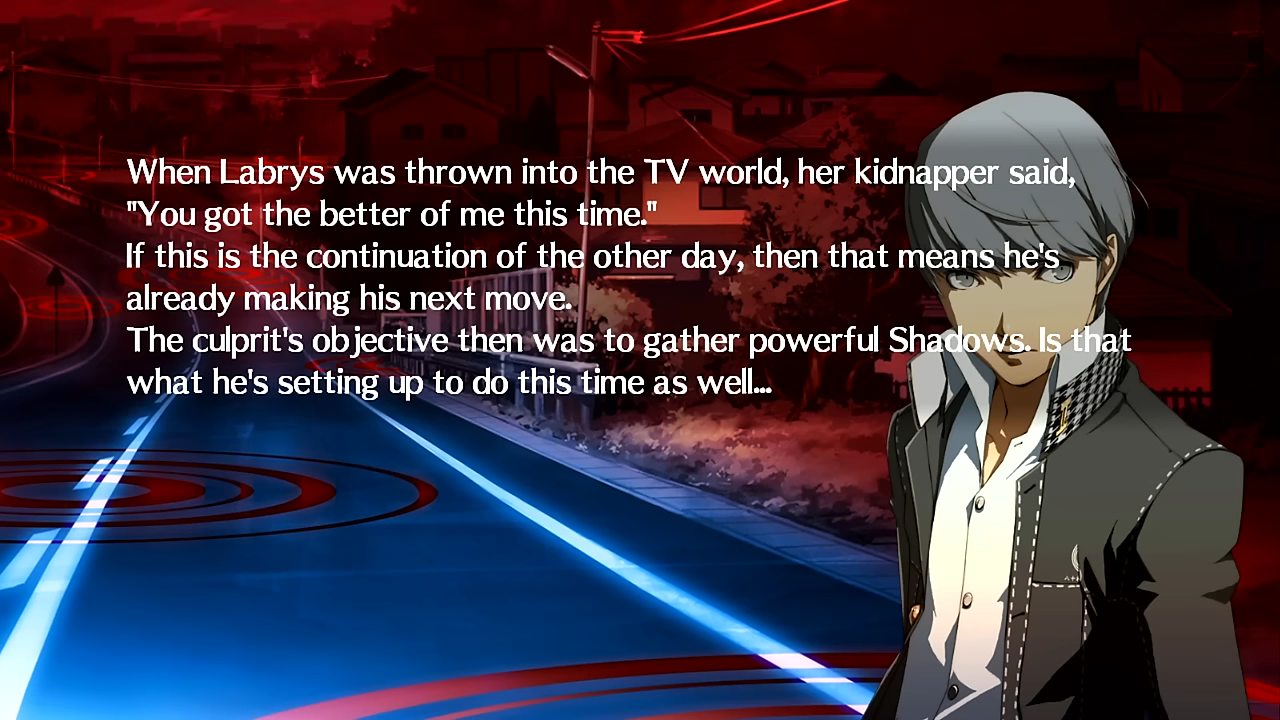 When Labrys was thrown into the TV world, her kidnapper said,
"You got the better of me this time."
If this is the continuation of the other day, then that means he's
already making his next move.
The culprit's objective then was to gather powerful Shadows. Is that
what he's setting up to do this time as well...